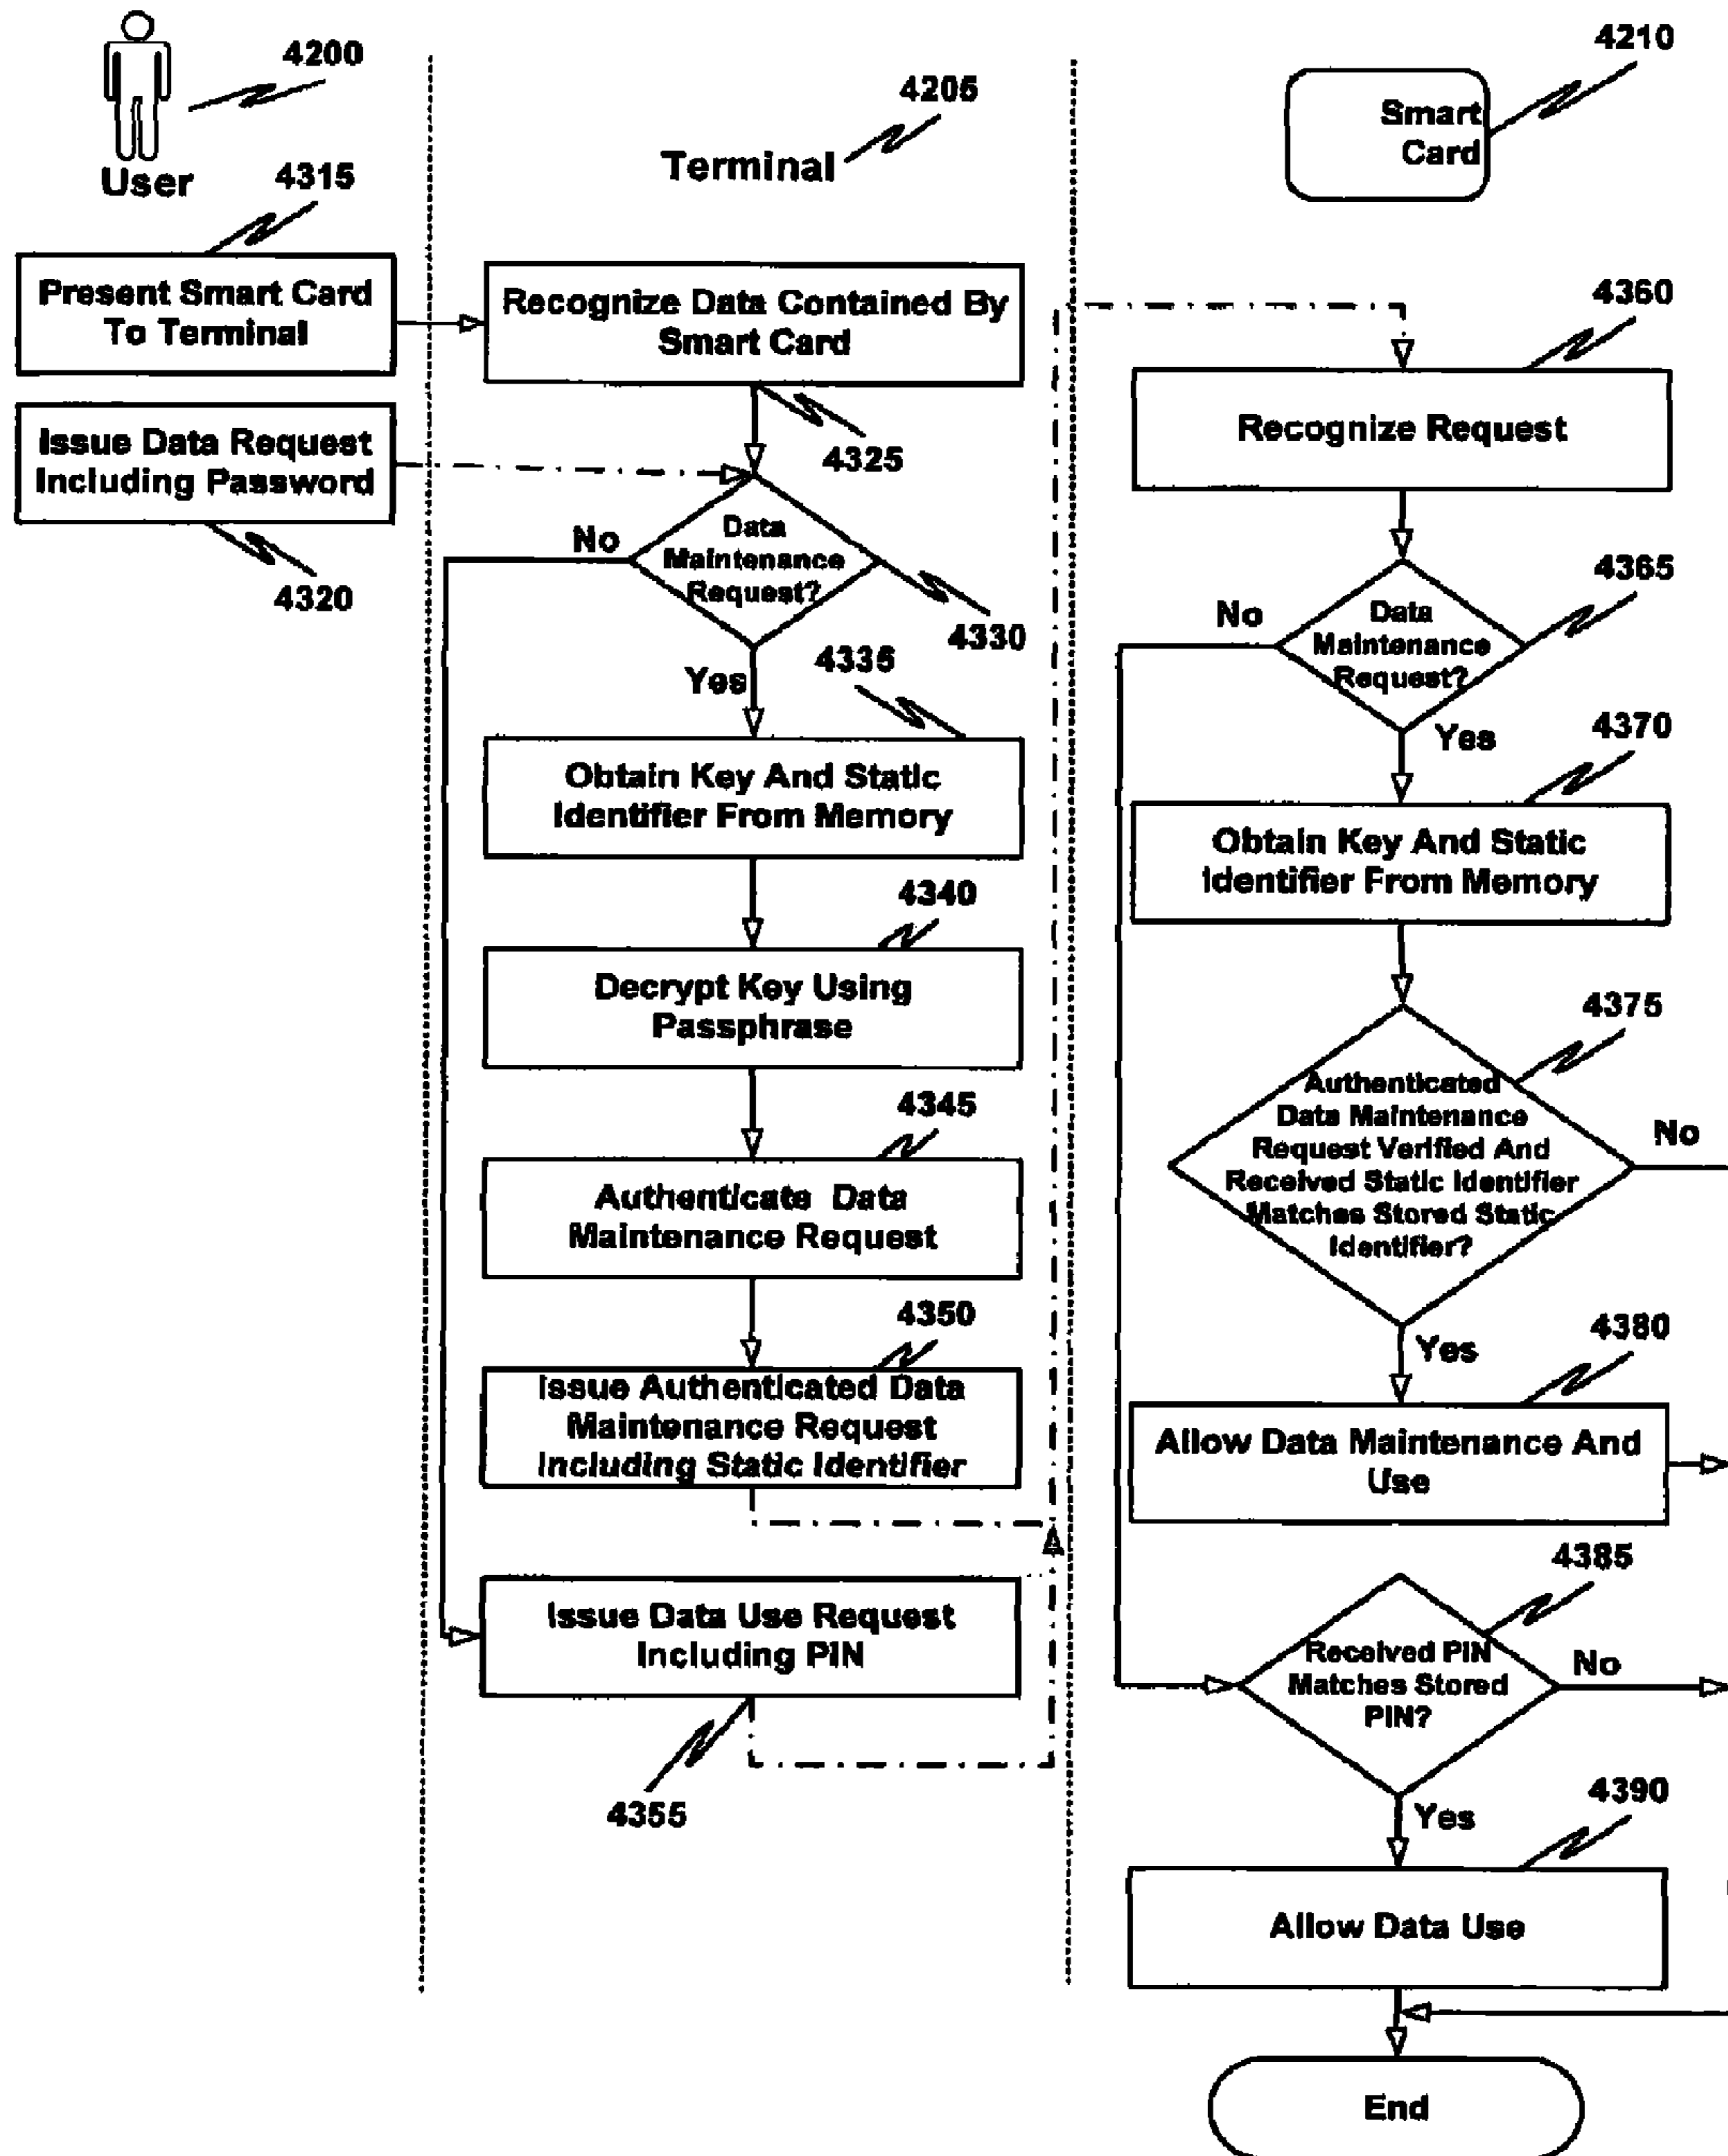 4200
User
4205
Terminal
4210
Smart
Card
4315
Present Smart Card
To Terminal
Issue Data Request
Including Password
4320
Recognize Data Contained By
Smart Card
4325
Data
Maintenance
Request?
No
4330
Yes
4335
Obtain Key And Static
Identifier From Memory
4340
Decrypt Key Using
Passphrase
4345
Authenticate Data
Maintenance Request
4350
Issue Authenticated Data
Maintenance Request
Including Static Identifier
Issue Data Use Request
Including PIN
4355
4360
Recognize Request
4365
No
Data
Maintenance
Request?
Yes
4370
Obtain Key And Static
Identifier From Memory
4375
Authenticated
Data Maintenance
Request Verified And
Received Static Identifier
Matches Stored Static
Identifier?
No
Yes
4380
Allow Data Maintenance And
Use
4385
Received PIN
Matches Stored
PIN?
No
Yes
4390
Allow Data Use
End